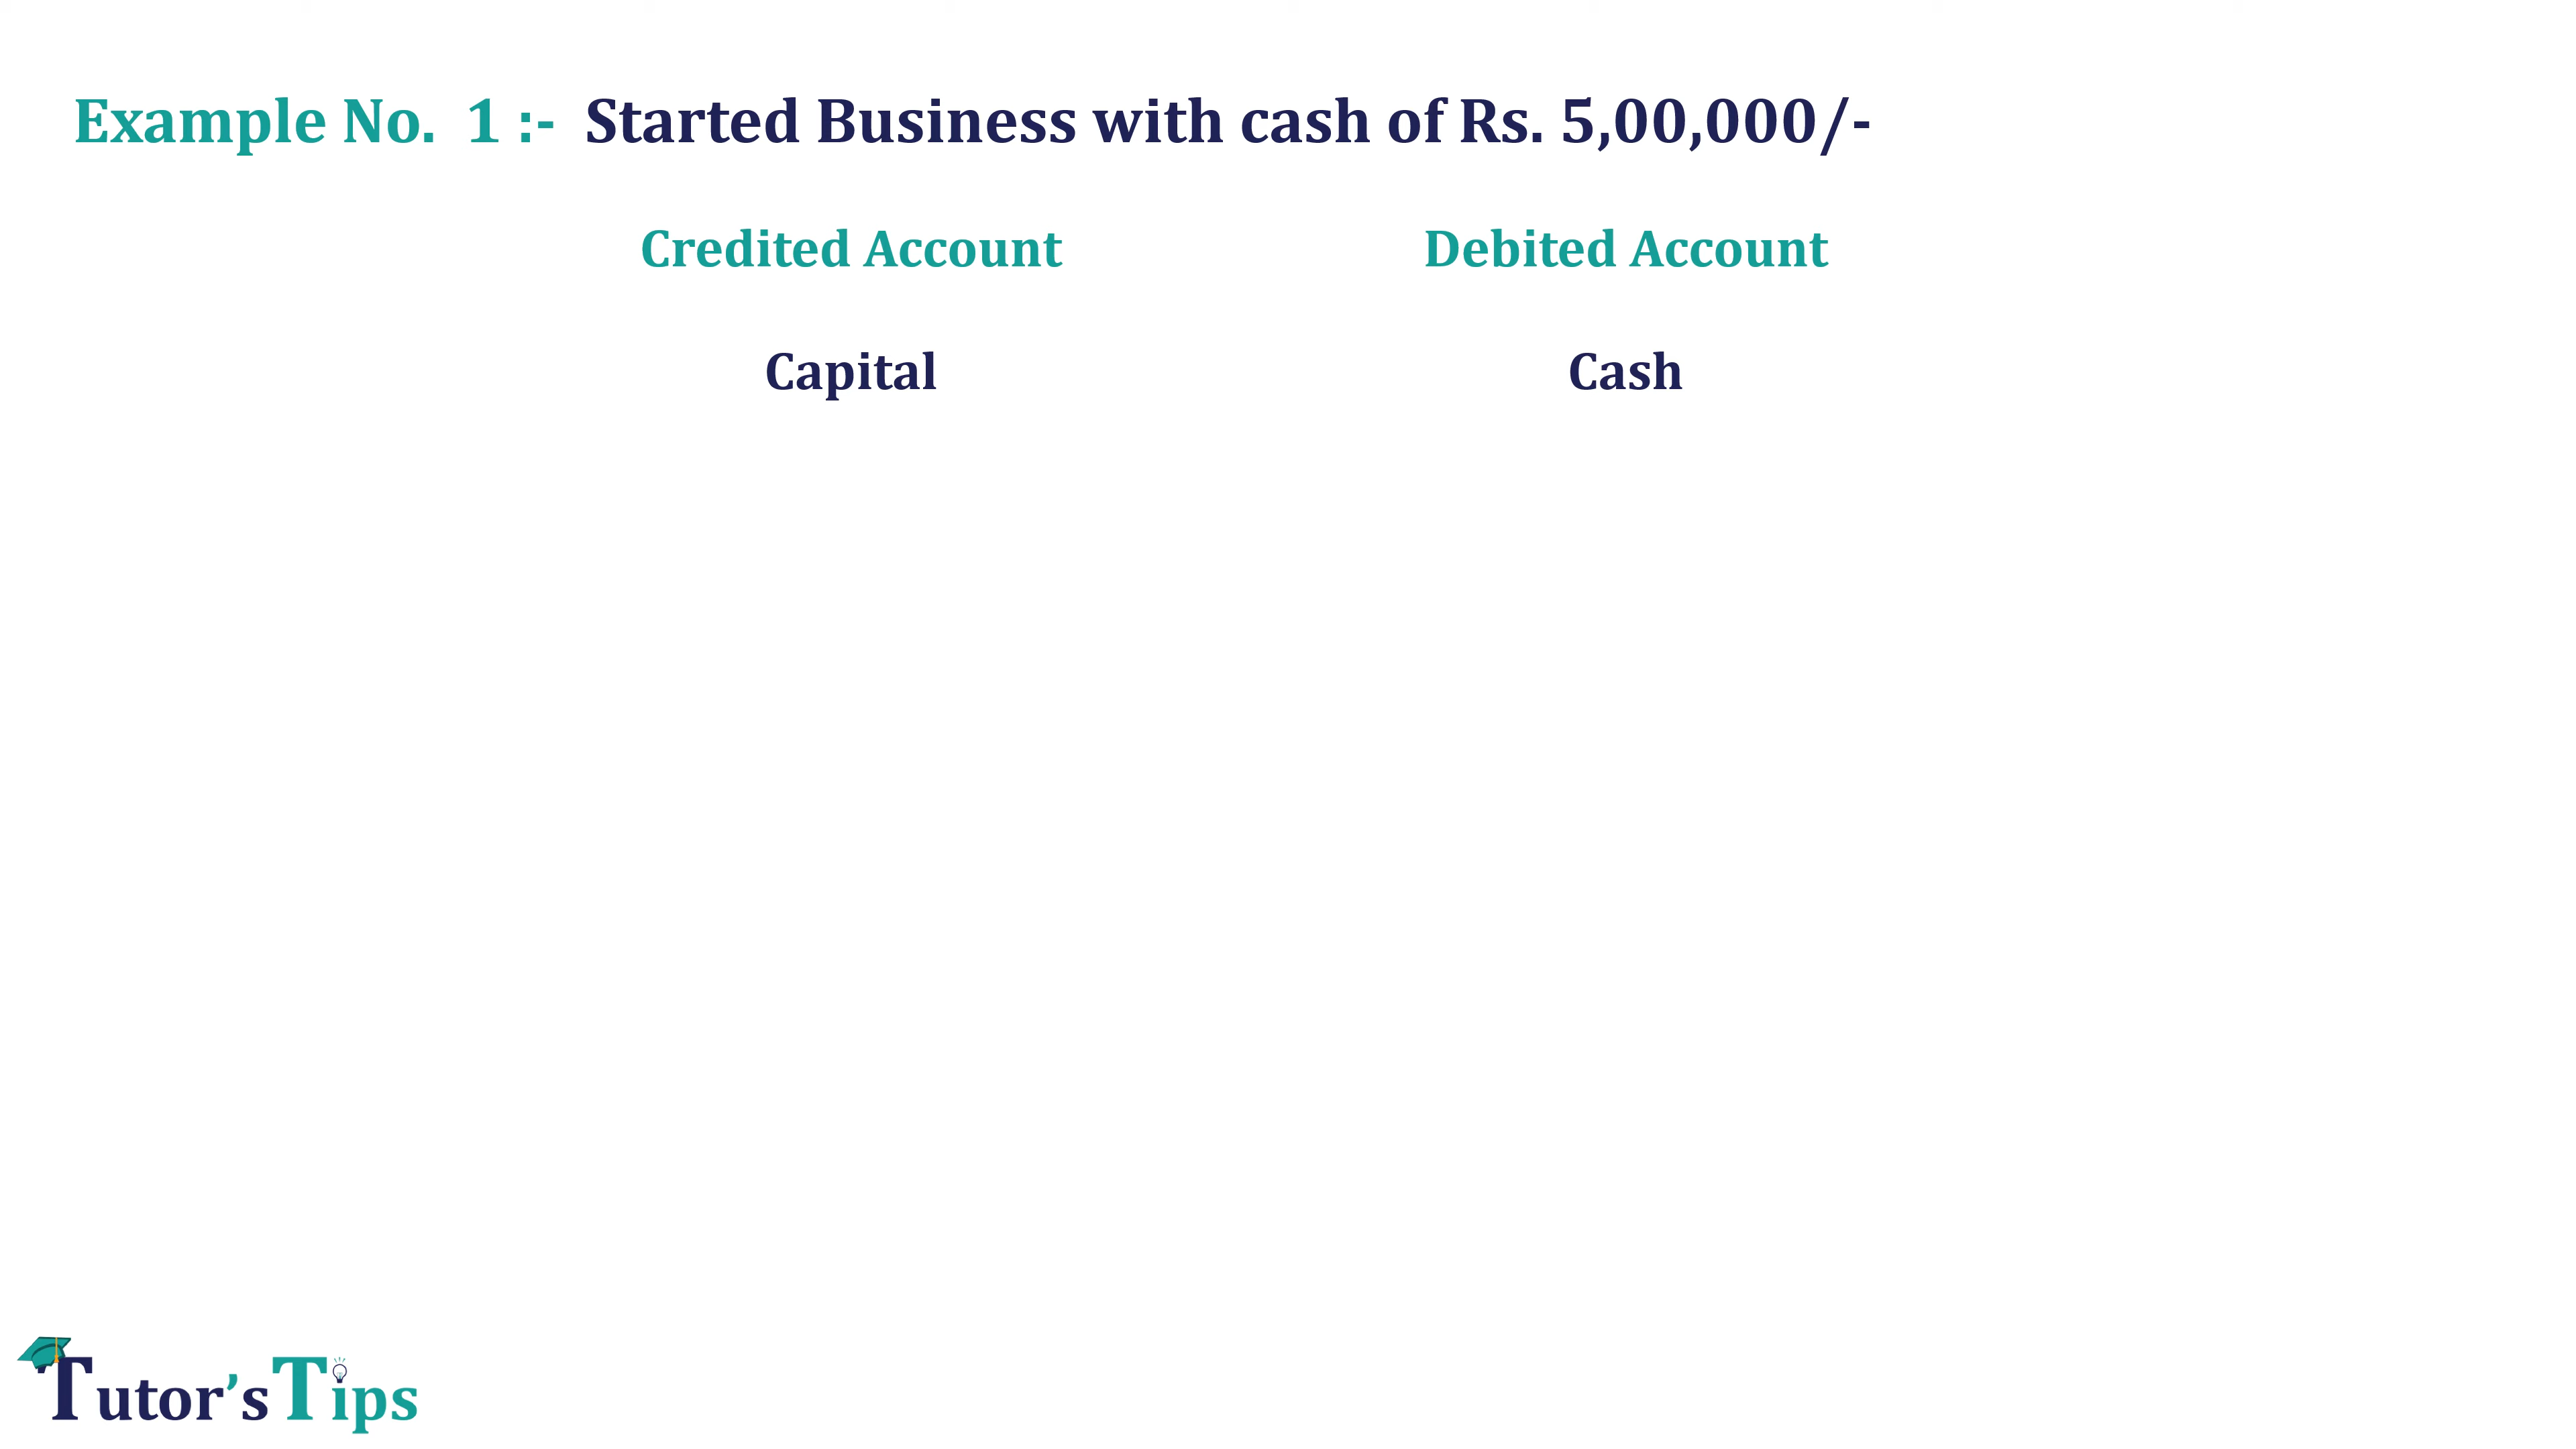 Example No. 1 :- Started Business with cash of Rs. 5,00,000/-
Credited Account Debited Account
Capital Cash
Tutor’sTips